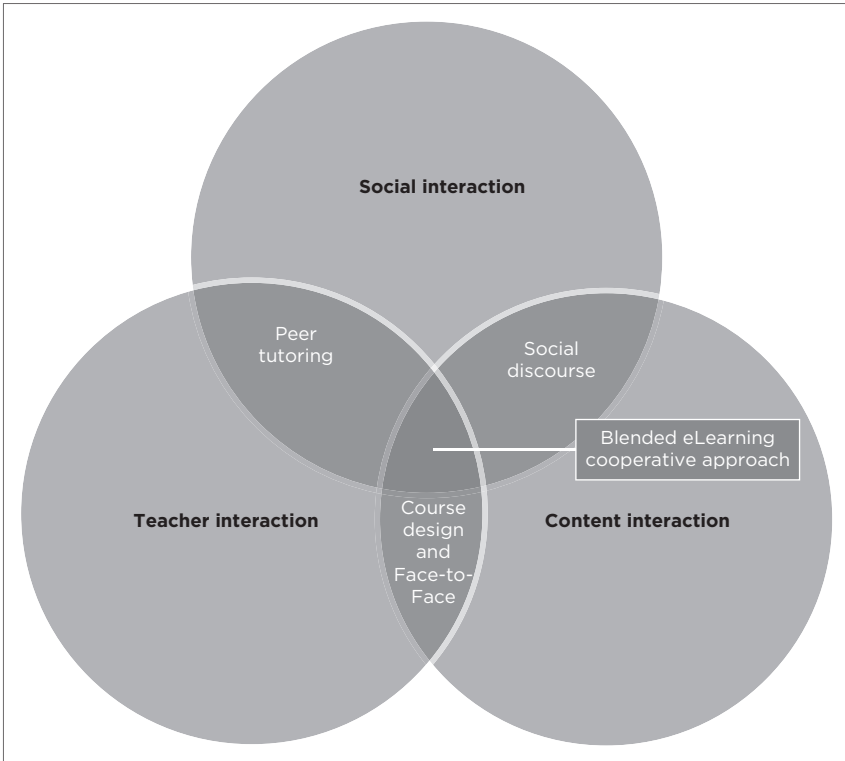 Social interaction
Peer
tutoring
Social
discourse
Blended eLearning
cooperative approach
Teacher interaction
Course
design
and
Face-to-
Face
Content interaction